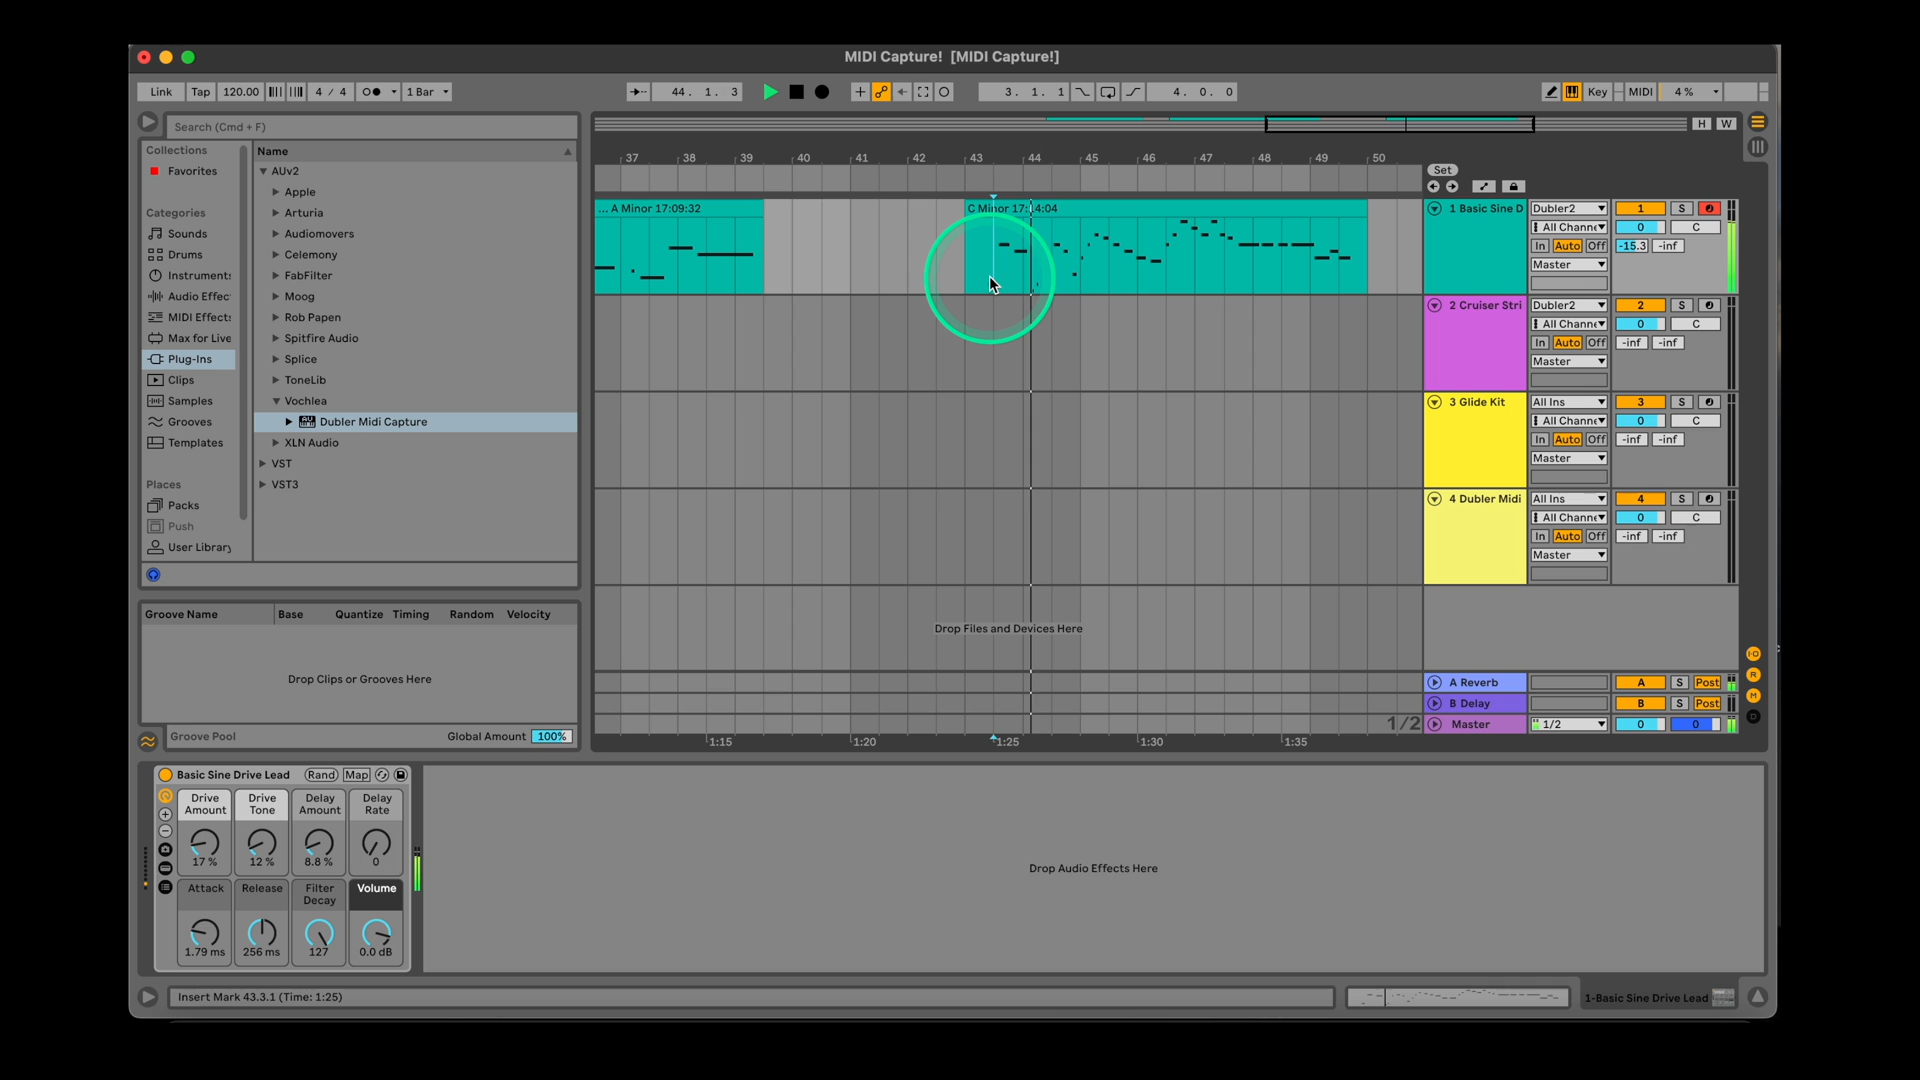 MIDI Capture!  [MIDI Capture!]
Link Tap 120.00 4 / 4 1 Bar 44. 1. 3 3. 1. 1 4. 0. 0 Key MIDI 4 %
Search (Cmd + F)
H W
Collections
Favorites
Categories
Sounds
Drums
Instruments
Audio Effec
MIDI Effects
Max for Live
Plug-Ins
Clips
Samples
Grooves
Templates
Places
Packs
Push
User Library
Name
AUv2
Apple
Arturia
Audiomovers
Celemony
FabFilter
Moog
Rob Papen
Spitfire Audio
Splice
ToneLib
Vochlea
Dubler Midi Capture
XLN Audio
VST
VST3
37 38 39 40 41 42 43 44 45 46 47 48 49 50
Set
... A Minor 17:09:32
C Minor 17:14:04
1 Basic Sine D Dubler2 1 S
All Channe 0 C
In Auto Off -15.3 -inf
Master
2 Cruiser Stri Dubler2 2 S
All Channe 0 C
In Auto Off -inf -inf
Master
3 Glide Kit All Ins 3 S
All Channe 0 C
In Auto Off -inf -inf
Master
4 Dubler Midi All Ins 4 S
All Channe 0 C
In Auto Off -inf -inf
Master
Drop Files and Devices Here
A Reverb A S Post
B Delay B S Post
1/2 Master 1/2 0 0
1:15 1:20 1:25 1:30 1:35
I·O
R
M
D
Groove Name Base Quantize Timing Random Velocity
Drop Clips or Grooves Here
Groove Pool Global Amount 100%
Basic Sine Drive Lead Rand Map
Drive Amount Drive Tone Delay Amount Delay Rate
17 % 12 % 8.8 % 0
Attack Release Filter Decay Volume
1.79 ms 256 ms 127 0.0 dB
Drop Audio Effects Here
Insert Mark 43.3.1 (Time: 1:25)
1-Basic Sine Drive Lead